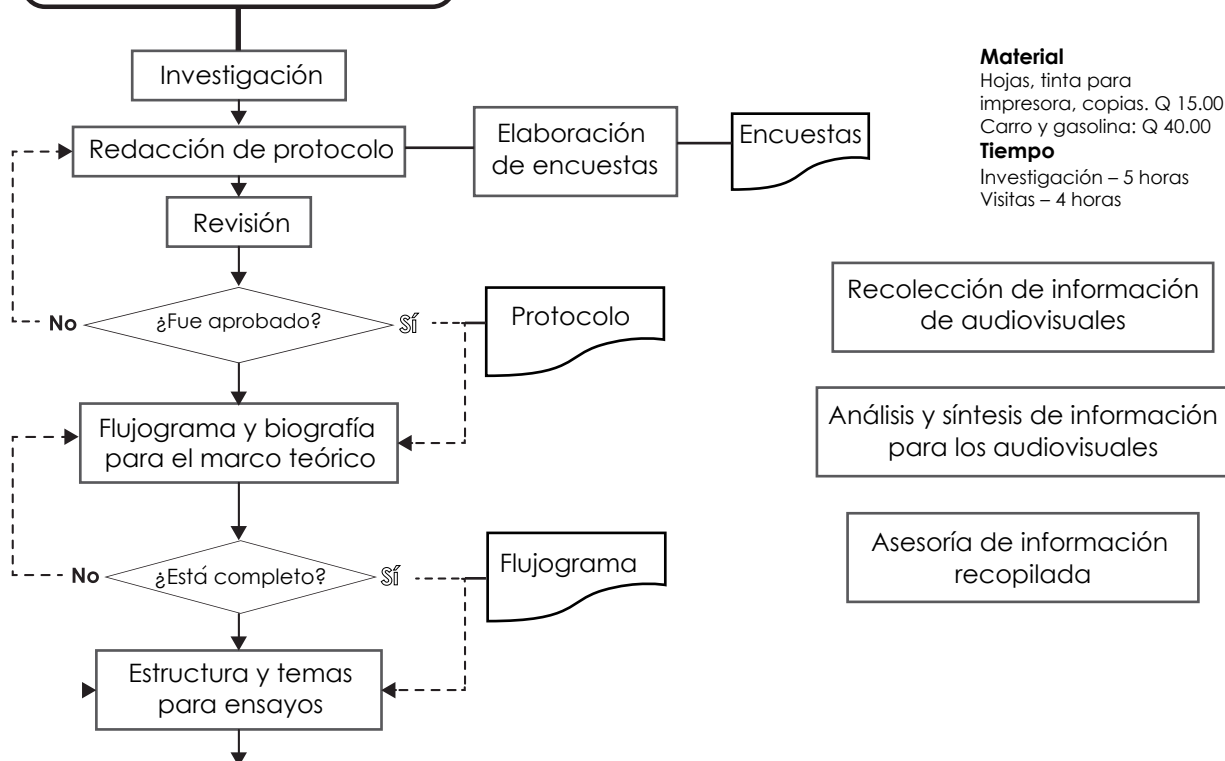 Investigación
Redacción de protocolo
Elaboración
de encuestas
Encuestas
Revisión
¿Fue aprobado?
No
Sí
Protocolo
Flujograma y biografía
para el marco teórico
¿Está completo?
No
Sí
Flujograma
Estructura y temas
para ensayos
Material
Hojas, tinta para
impresora, copias. Q 15.00
Carro y gasolina: Q 40.00
Tiempo
Investigación – 5 horas
Visitas – 4 horas
Recolección de información
de audiovisuales
Análisis y síntesis de información
para los audiovisuales
Asesoría de información
recopilada